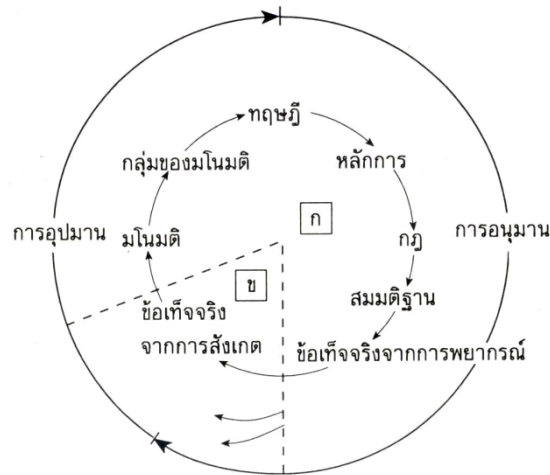 ทฤษฎี
กลุ่มของมโนมติ
หลักการ
ก
การอุปมาน
มโนมติ
กฎ
การอนุมาน
ข
สมมติฐาน
ข้อเท็จจริง
จากการสังเกต
ข้อเท็จจริงจากการพยากรณ์